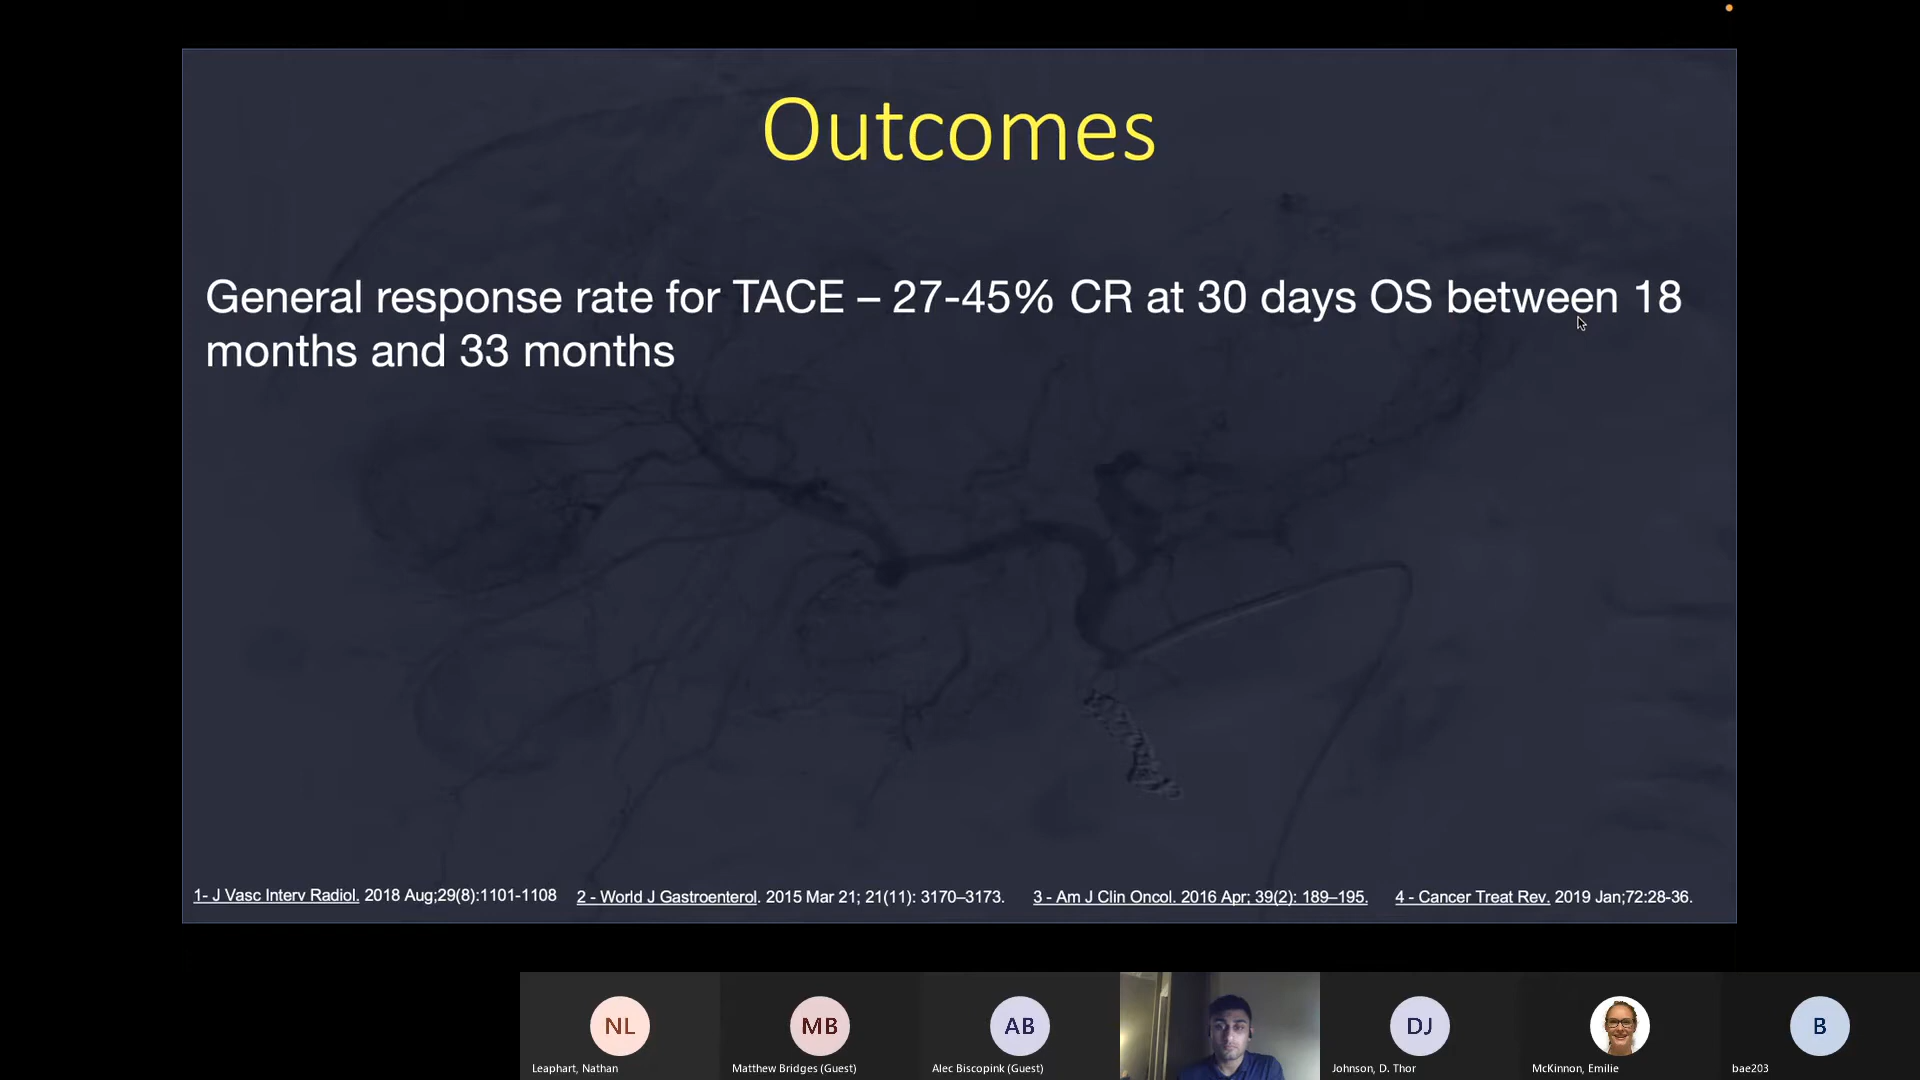 Outcomes
General response rate for TACE – 27-45% CR at 30 days OS between 18
months and 33 months
1- J Vasc Interv Radiol. 2018 Aug;29(8):1101-1108 2 - World J Gastroenterol. 2015 Mar 21; 21(11): 3170–3173. 3 - Am J Clin Oncol. 2016 Apr; 39(2): 189–195. 4 - Cancer Treat Rev. 2019 Jan;72:28-36.
NL MB AB DJ B
Leaphart, Nathan Matthew Bridges (Guest) Alec Biscopink (Guest) Johnson, D. Thor McKinnon, Emilie bae203